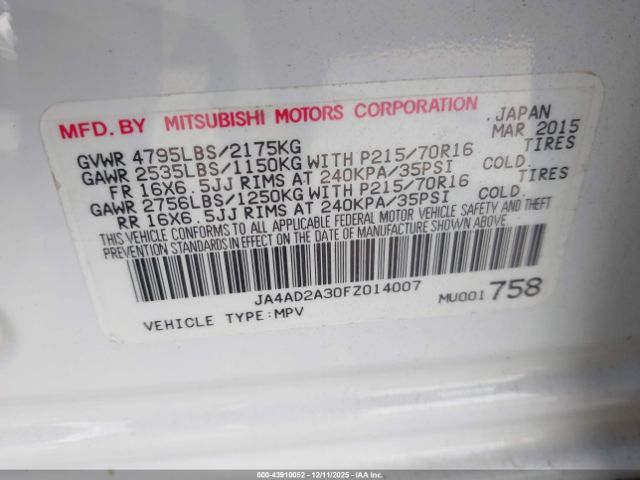 MFD. BY MITSUBISHI MOTORS CORPORATION JAPAN
MAR 2015
GVWR 4795LBS/2175KG
GAWR 2535LBS/1150KG WITH P215/70R16 TIRES
FR 16X6.5JJ RIMS AT 240KPA/35PSI COLD.
GAWR 2756LBS/1250KG WITH P215/70R16 TIRES
RR 16X6.5JJ RIMS AT 240KPA/35PSI COLD.
THIS VEHICLE CONFORMS TO ALL APPLICABLE FEDERAL MOTOR VEHICLE SAFETY AND THEFT
PREVENTION STANDARDS IN EFFECT ON THE DATE OF MANUFACTURE SHOWN ABOVE.
JA4AD2A30FZ014007
VEHICLE TYPE:MPV MU001 758
000-43910052 - 12/11/2025 - IAA